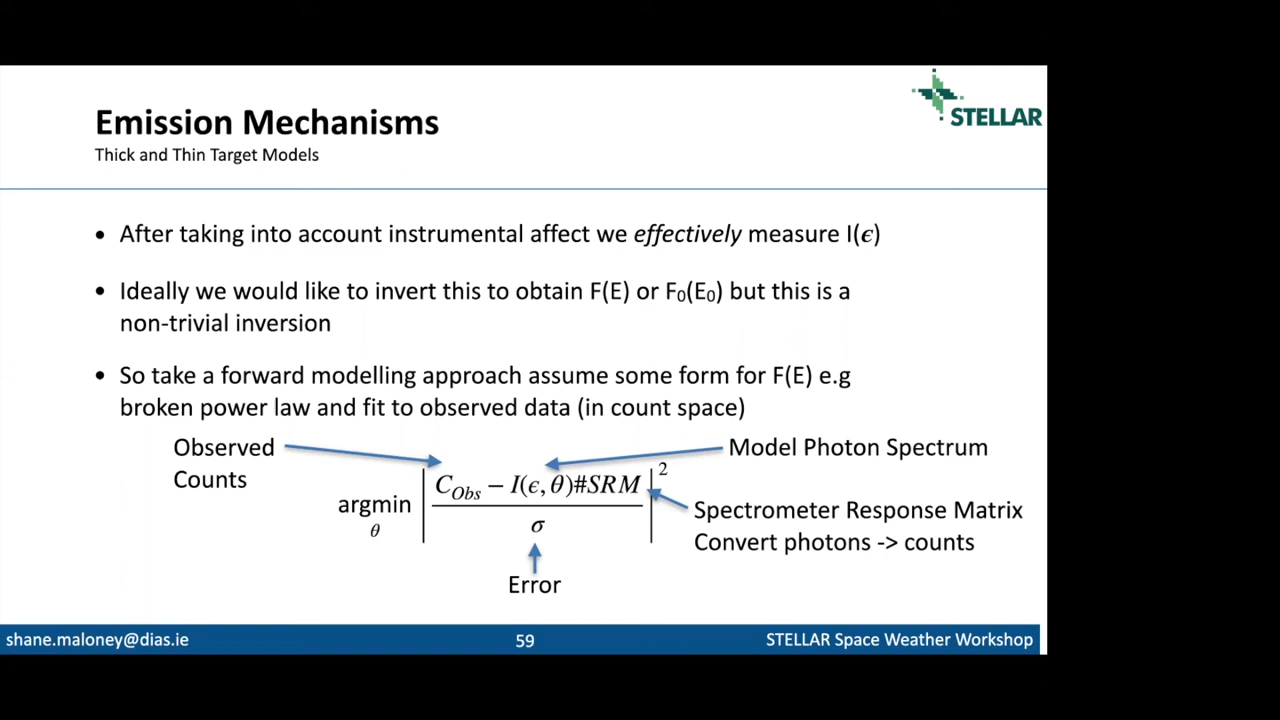 STELLAR
Emission Mechanisms
Thick and Thin Target Models
• After taking into account instrumental affect we effectively measure I(ϵ)
• Ideally we would like to invert this to obtain F(E) or F₀(E₀) but this is a
non-trivial inversion
• So take a forward modelling approach assume some form for F(E) e.g
broken power law and fit to observed data (in count space)
Observed
Counts
Model Photon Spectrum
argmin θ | (C_Obs − I(ϵ, θ)#SRM) / σ |²
Spectrometer Response Matrix
Convert photons -> counts
Error
shane.maloney@dias.ie
59
STELLAR Space Weather Workshop